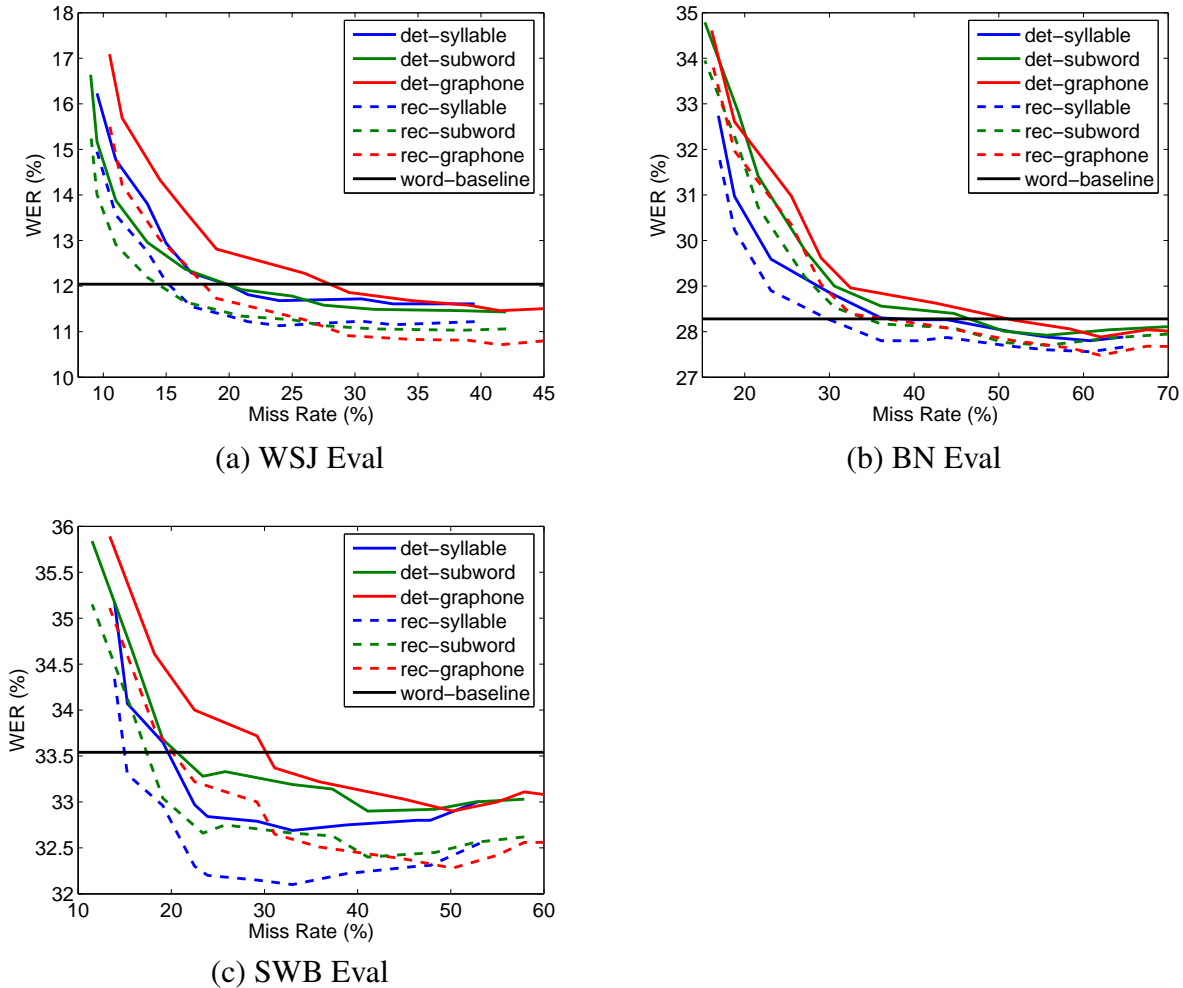 18
17
16
15
14
13
12
11
10
WER (%)
10 15 20 25 30 35 40 45
Miss Rate (%)
det−syllable
det−subword
det−graphone
rec−syllable
rec−subword
rec−graphone
word−baseline
(a) WSJ Eval
35
34
33
32
31
30
29
28
27
WER (%)
20 30 40 50 60 70
Miss Rate (%)
det−syllable
det−subword
det−graphone
rec−syllable
rec−subword
rec−graphone
word−baseline
(b) BN Eval
36
35.5
35
34.5
34
33.5
33
32.5
32
WER (%)
10 20 30 40 50 60
Miss Rate (%)
det−syllable
det−subword
det−graphone
rec−syllable
rec−subword
rec−graphone
word−baseline
(c) SWB Eval